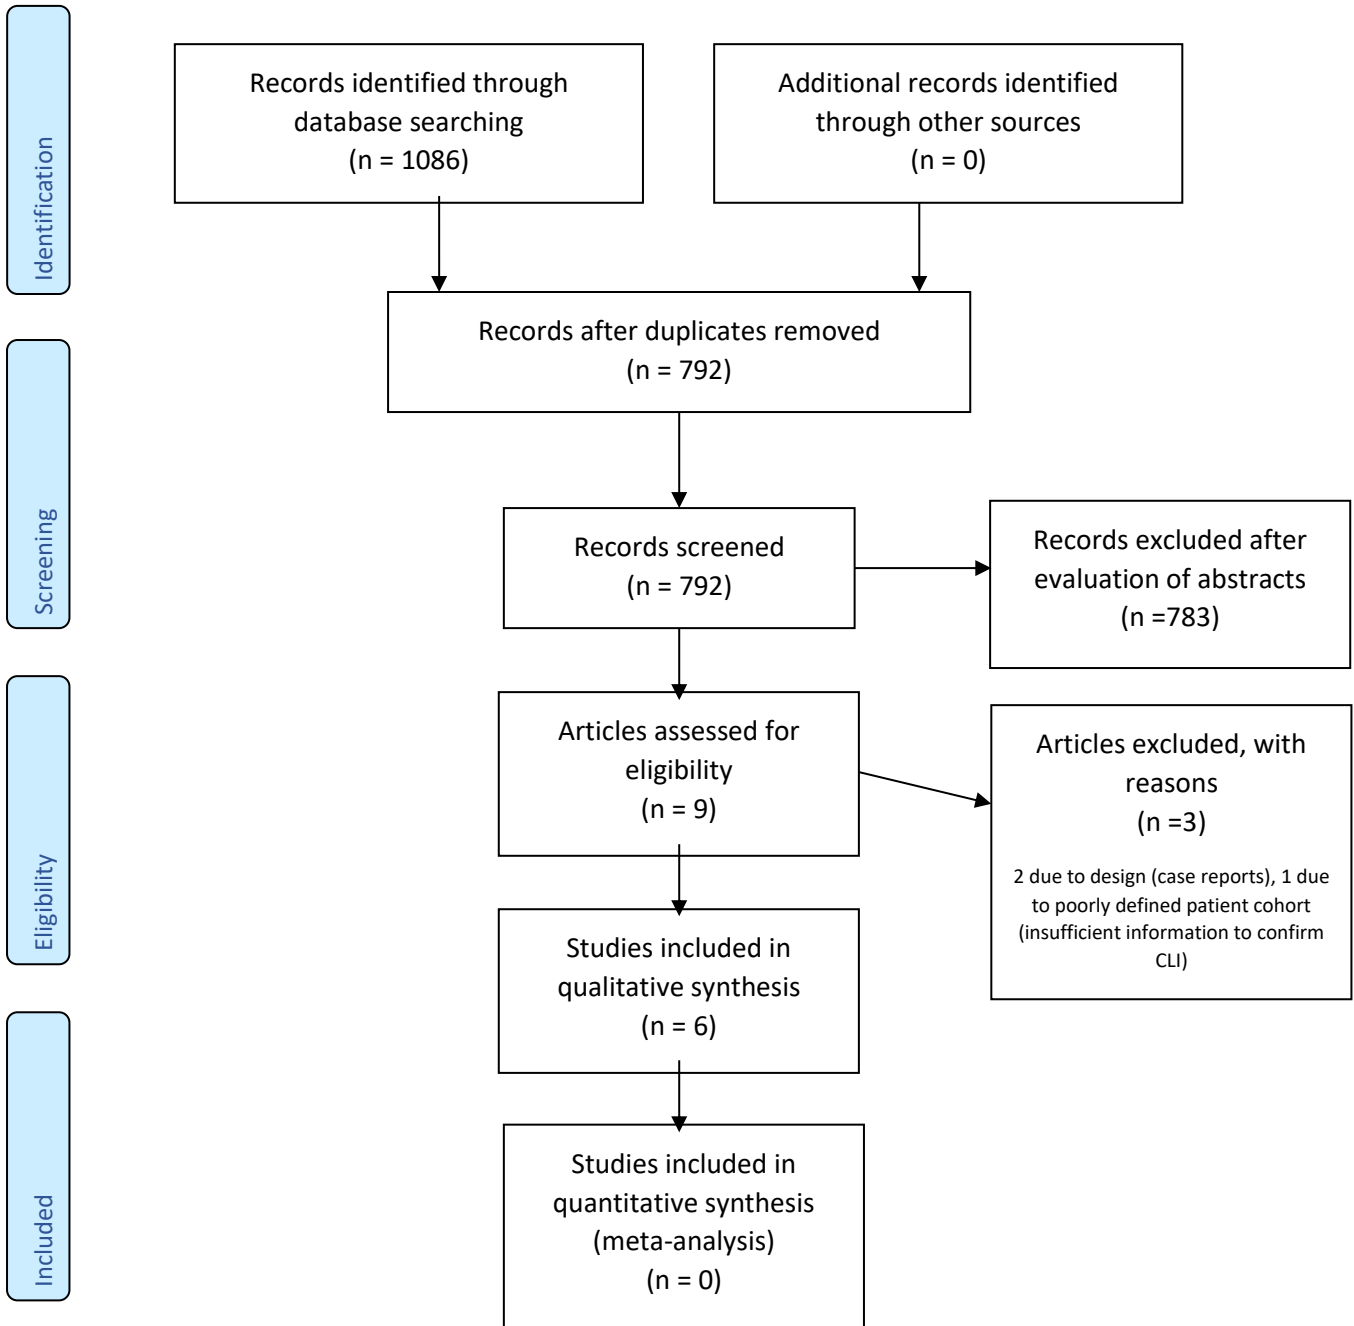 Identification
Records identified through
database searching
(n = 1086)
Additional records identified
through other sources
(n = 0)
Records after duplicates removed
(n = 792)
Screening
Records screened
(n = 792)
Records excluded after
evaluation of abstracts
(n =783)
Eligibility
Articles assessed for
eligibility
(n = 9)
Articles excluded, with
reasons
(n =3)
2 due to design (case reports), 1 due
to poorly defined patient cohort
(insufficient information to confirm
CLI)
Studies included in
qualitative synthesis
(n = 6)
Included
Studies included in
quantitative synthesis
(meta-analysis)
(n = 0)